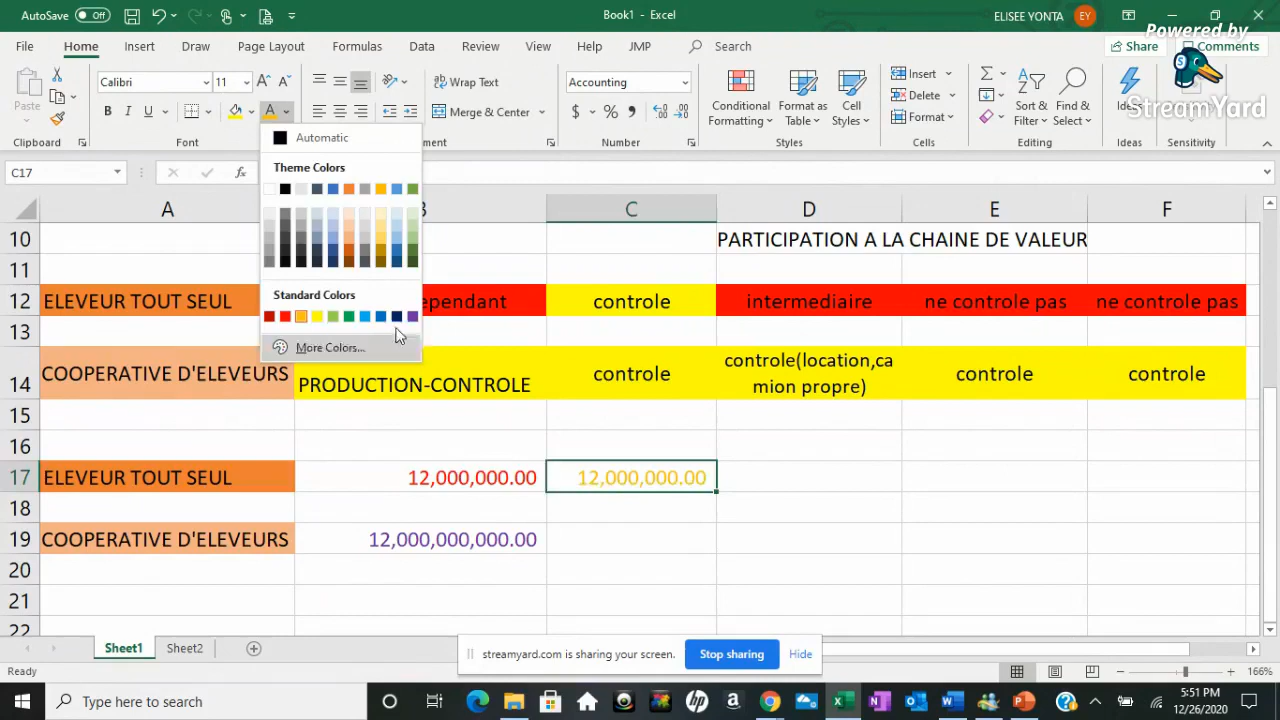 AutoSave Off
Book1 - Excel
ELISEE YONTA EY
Powered by
StreamYard
File Home Insert Draw Page Layout Formulas Data Review View Help JMP Search Share Comments
Paste
Clipboard
Calibri 11
B I U A
Font
Wrap Text
Merge & Center
Accounting
$ % ,
Number
Conditional Formatting
Format as Table
Cell Styles
Styles
Insert
Delete
Format
Cells
Sort & Filter
Find & Select
Editing
Ideas
Ideas
Sensitivity
Automatic
Theme Colors
Standard Colors
More Colors...
C17 fx
A B C D E F
10 PARTICIPATION A LA CHAINE DE VALEUR
11
12 ELEVEUR TOUT SEUL ependant controle intermediaire ne controle pas ne controle pas
13
14 COOPERATIVE D'ELEVEURS PRODUCTION-CONTROLE controle controle(location,ca
mion propre) controle controle
15
16
17 ELEVEUR TOUT SEUL 12,000,000.00 12,000,000.00
18
19 COOPERATIVE D'ELEVEURS 12,000,000,000.00
20
21
22
Sheet1 Sheet2
streamyard.com is sharing your screen. Stop sharing Hide
Ready
166%
Type here to search
5:51 PM
12/26/2020